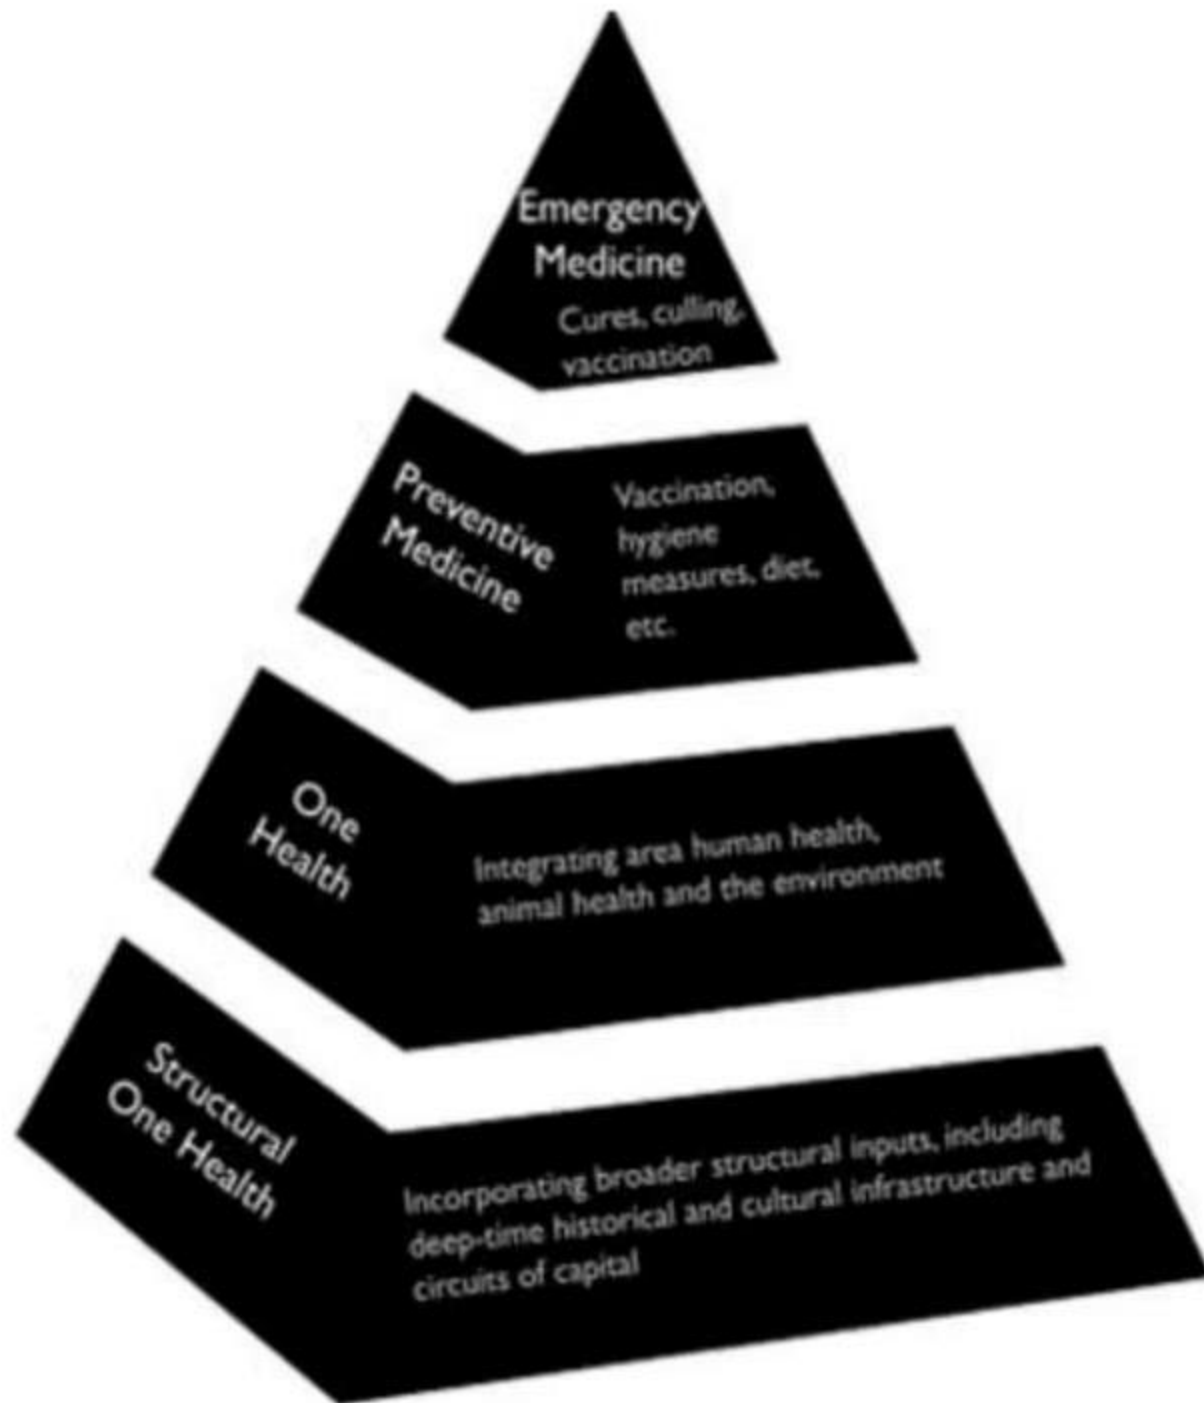 Emergency
Medicine
Cures, culling,
vaccination
Preventive
Medicine
Vaccination,
hygiene
measures, diet,
etc.
One
Health
Integrating area human health,
animal health and the environment
Structural
One Health
Incorporating broader structural inputs, including
deep-time historical and cultural infrastructure and
circuits of capital